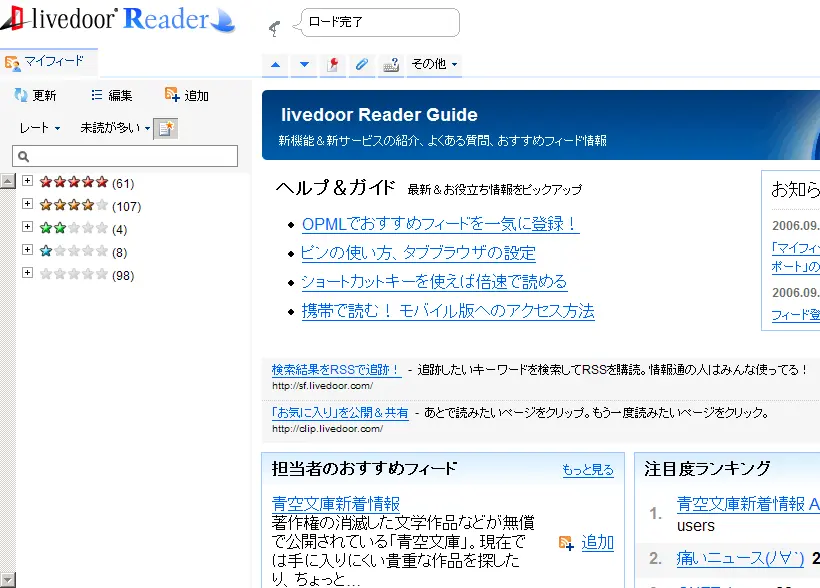 livedoor Reader
ロード完了
マイフィード
その他
更新 編集 追加
レート 未読が多い
(61)
(107)
(4)
(8)
(98)
livedoor Reader Guide
新機能＆新サービスの紹介、よくある質問、おすすめフィード情報
ヘルプ＆ガイド 最新＆お役立ち情報をピックアップ
OPMLでおすすめフィードを一気に登録！
ピンの使い方、タブブラウザの設定
ショートカットキーを使えば倍速で読める
携帯で読む！ モバイル版へのアクセス方法
お知ら
2006.09.
「マイフィ
ポート」の
2006.09.
フィード登
検索結果をRSSで追跡！ - 追跡したいキーワードを検索してRSSを購読。情報通の人はみんな使ってる！
http://sf.livedoor.com/
「お気に入り」を公開＆共有 - あとで読みたいページをクリップ。もう一度読みたいページをクリック。
http://clip.livedoor.com/
担当者のおすすめフィード もっと見る
青空文庫新着情報
著作権の消滅した文学作品などが無償
で公開されている「青空文庫」。現在で
は手に入りにくい貴重な作品を探した
り、ちょっと...
追加
注目度ランキング
1. 青空文庫新着情報 A
users
2. 痛いニュース(ﾉ∀`) 2